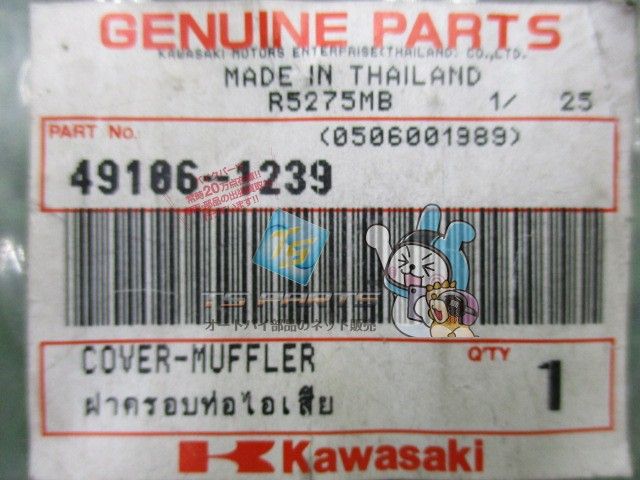 GENUINE PARTS
KAWASAKI MOTORS ENTERPRISE(THAILAND) CO.,LTD.
MADE IN THAILAND
R5275MB 1/ 25
PART No. (0506001989)
49106-1239
TS PARTS
オートバイ部品のネット販売
COVER-MUFFLER Q'TY
ฝาครอบท่อไอเสีย 1
Kawasaki